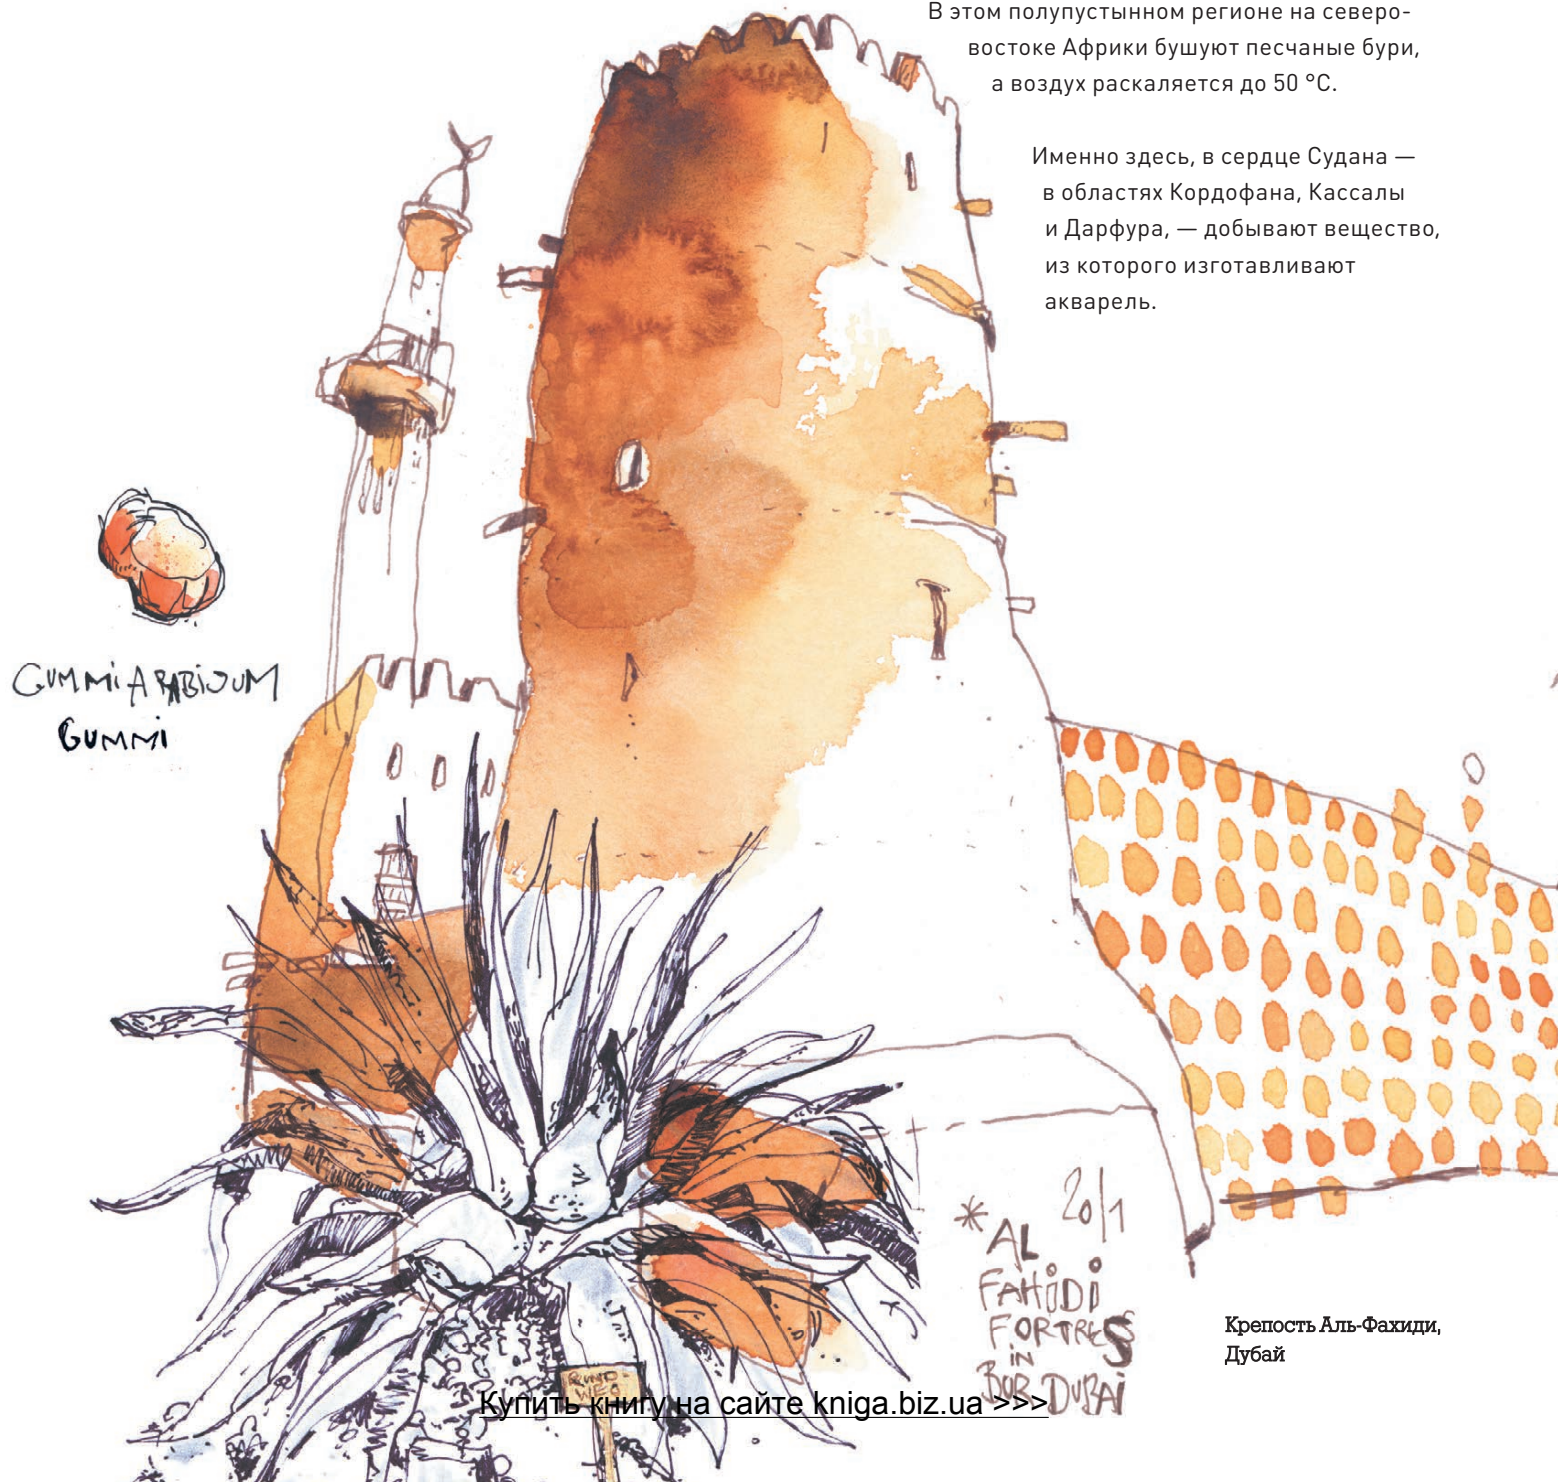 В этом полупустынном регионе на северо-
востоке Африки бушуют песчаные бури,
а воздух раскаляется до 50 °C.
Именно здесь, в сердце Судана —
в областях Кордофана, Кассалы
и Дарфура, — добывают вещество,
из которого изготавливают
акварель.
GUMMi ARABiCUM
GUMMi
20/1
* AL
FAHiDi
FORTRESS
iN
BUR DUBAi
Крепость Аль-Фахиди,
Дубай
RUND-
WEG
Купить книгу на сайте kniga.biz.ua >>>